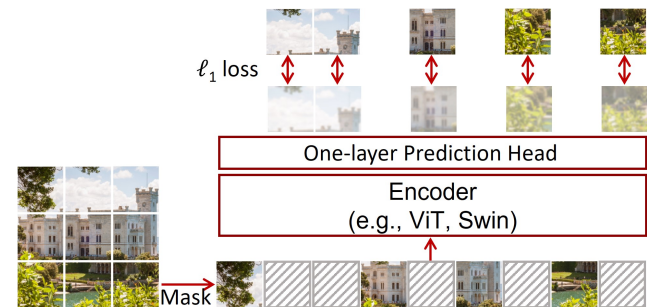 ℓ₁ loss
One-layer Prediction Head
Encoder
(e.g., ViT, Swin)
Mask